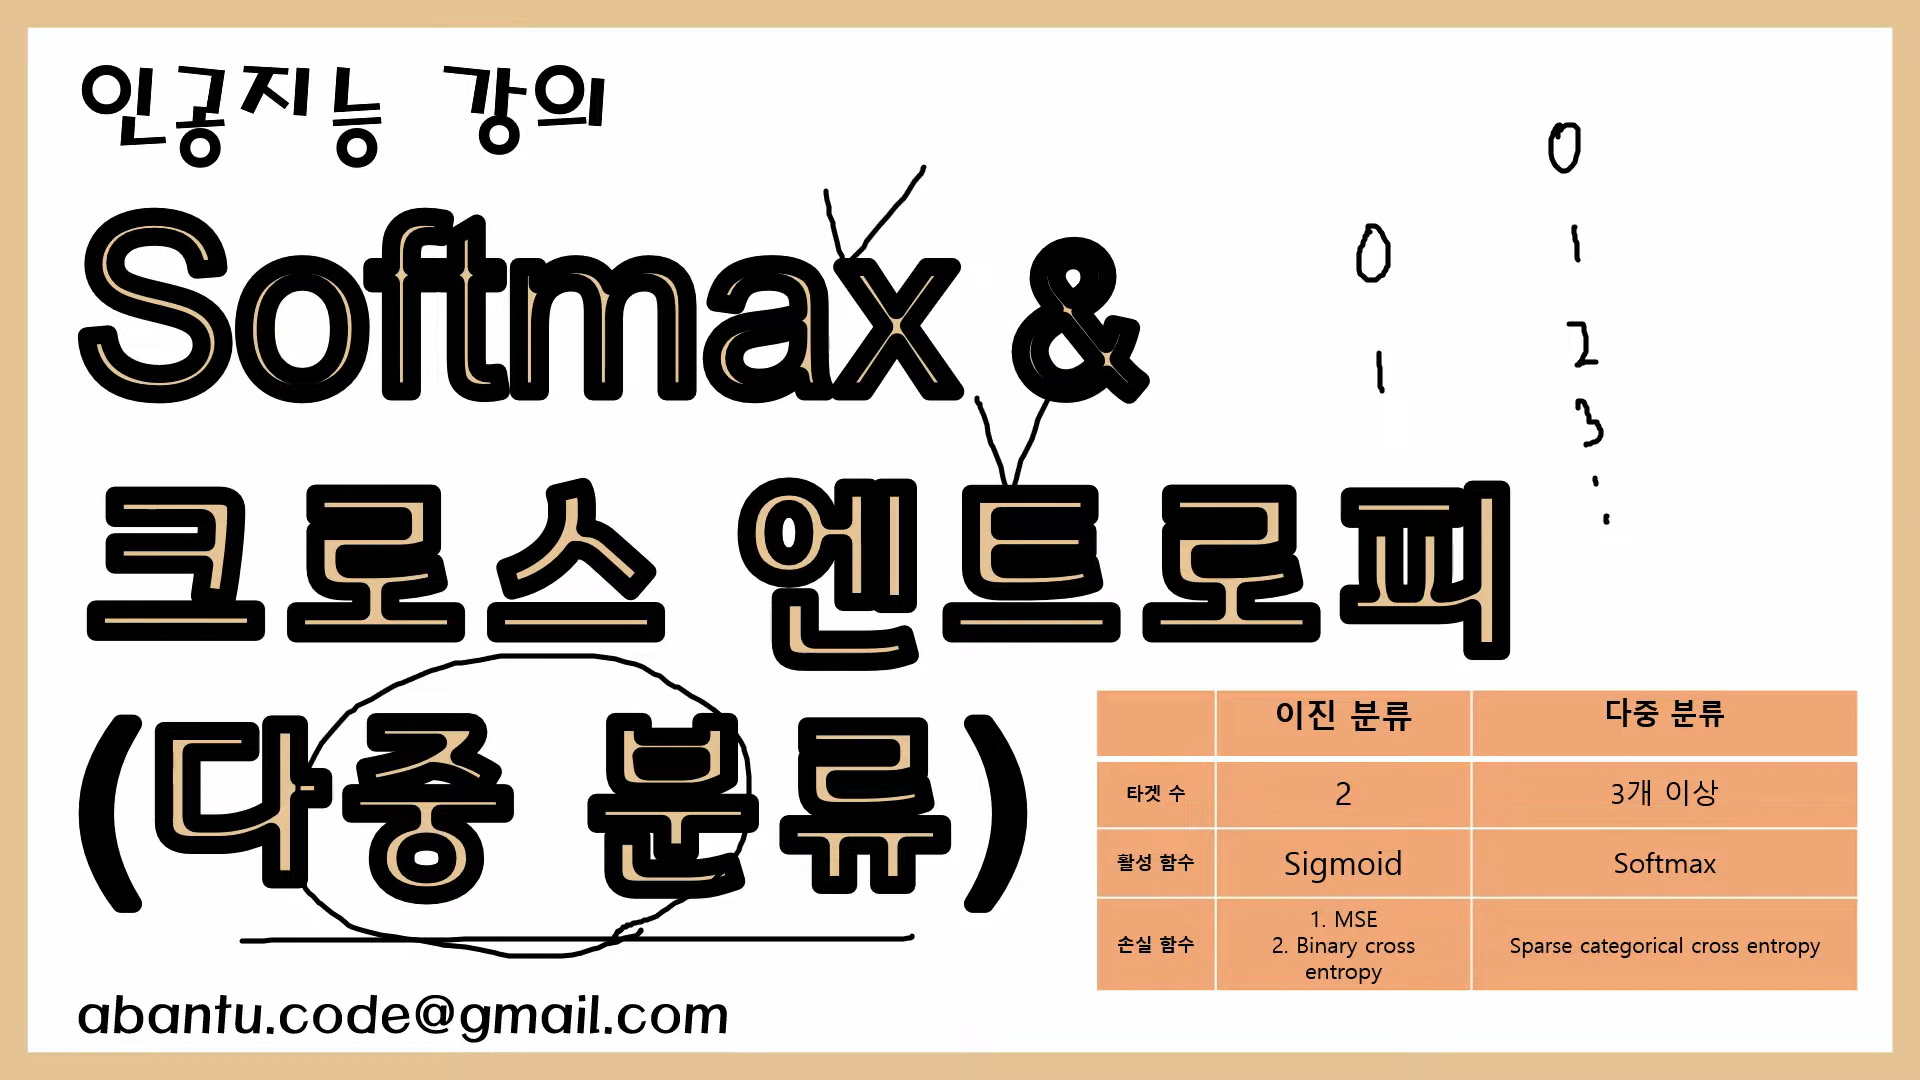 인공지능 강의
Softmax &
크로스 엔트로피
(다중 분류)
abantu.code@gmail.com
0
1
0
1
2
3
.
.
이진 분류 다중 분류
타겟 수 2 3개 이상
활성 함수 Sigmoid Softmax
손실 함수 1. MSE
2. Binary cross
entropy
Sparse categorical cross entropy